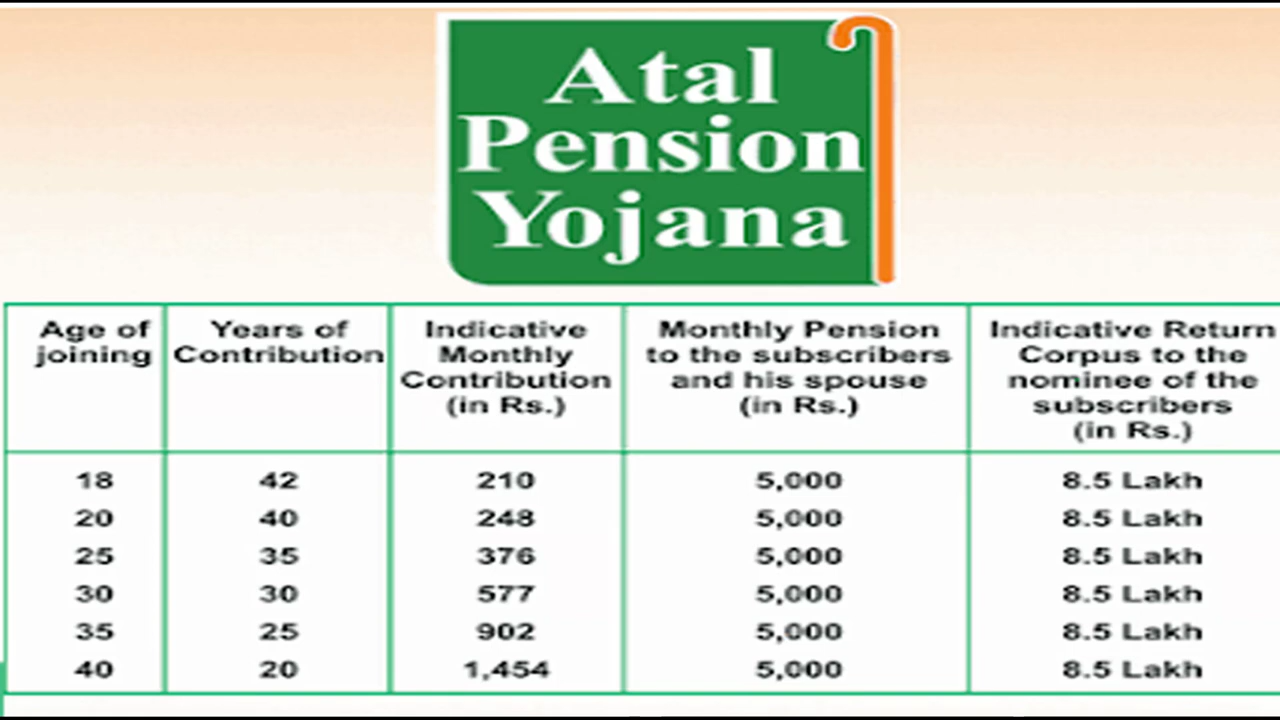 Atal
Pension
Yojana
Age of joining | Years of Contribution | Indicative Monthly Contribution (in Rs.) | Monthly Pension to the subscribers and his spouse (in Rs.) | Indicative Return Corpus to the nominee of the subscribers (in Rs.)
18 | 42 | 210 | 5,000 | 8.5 Lakh
20 | 40 | 248 | 5,000 | 8.5 Lakh
25 | 35 | 376 | 5,000 | 8.5 Lakh
30 | 30 | 577 | 5,000 | 8.5 Lakh
35 | 25 | 902 | 5,000 | 8.5 Lakh
40 | 20 | 1,454 | 5,000 | 8.5 Lakh